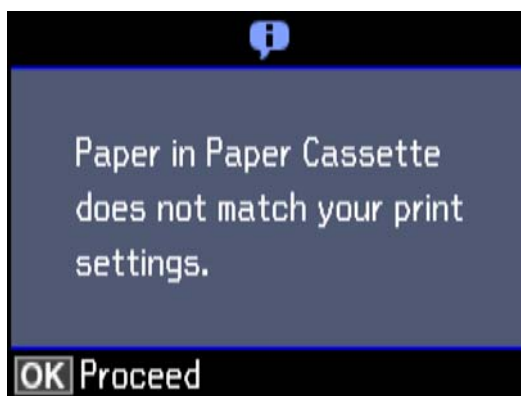 Paper in Paper Cassette
does not match your print
settings.
OK Proceed